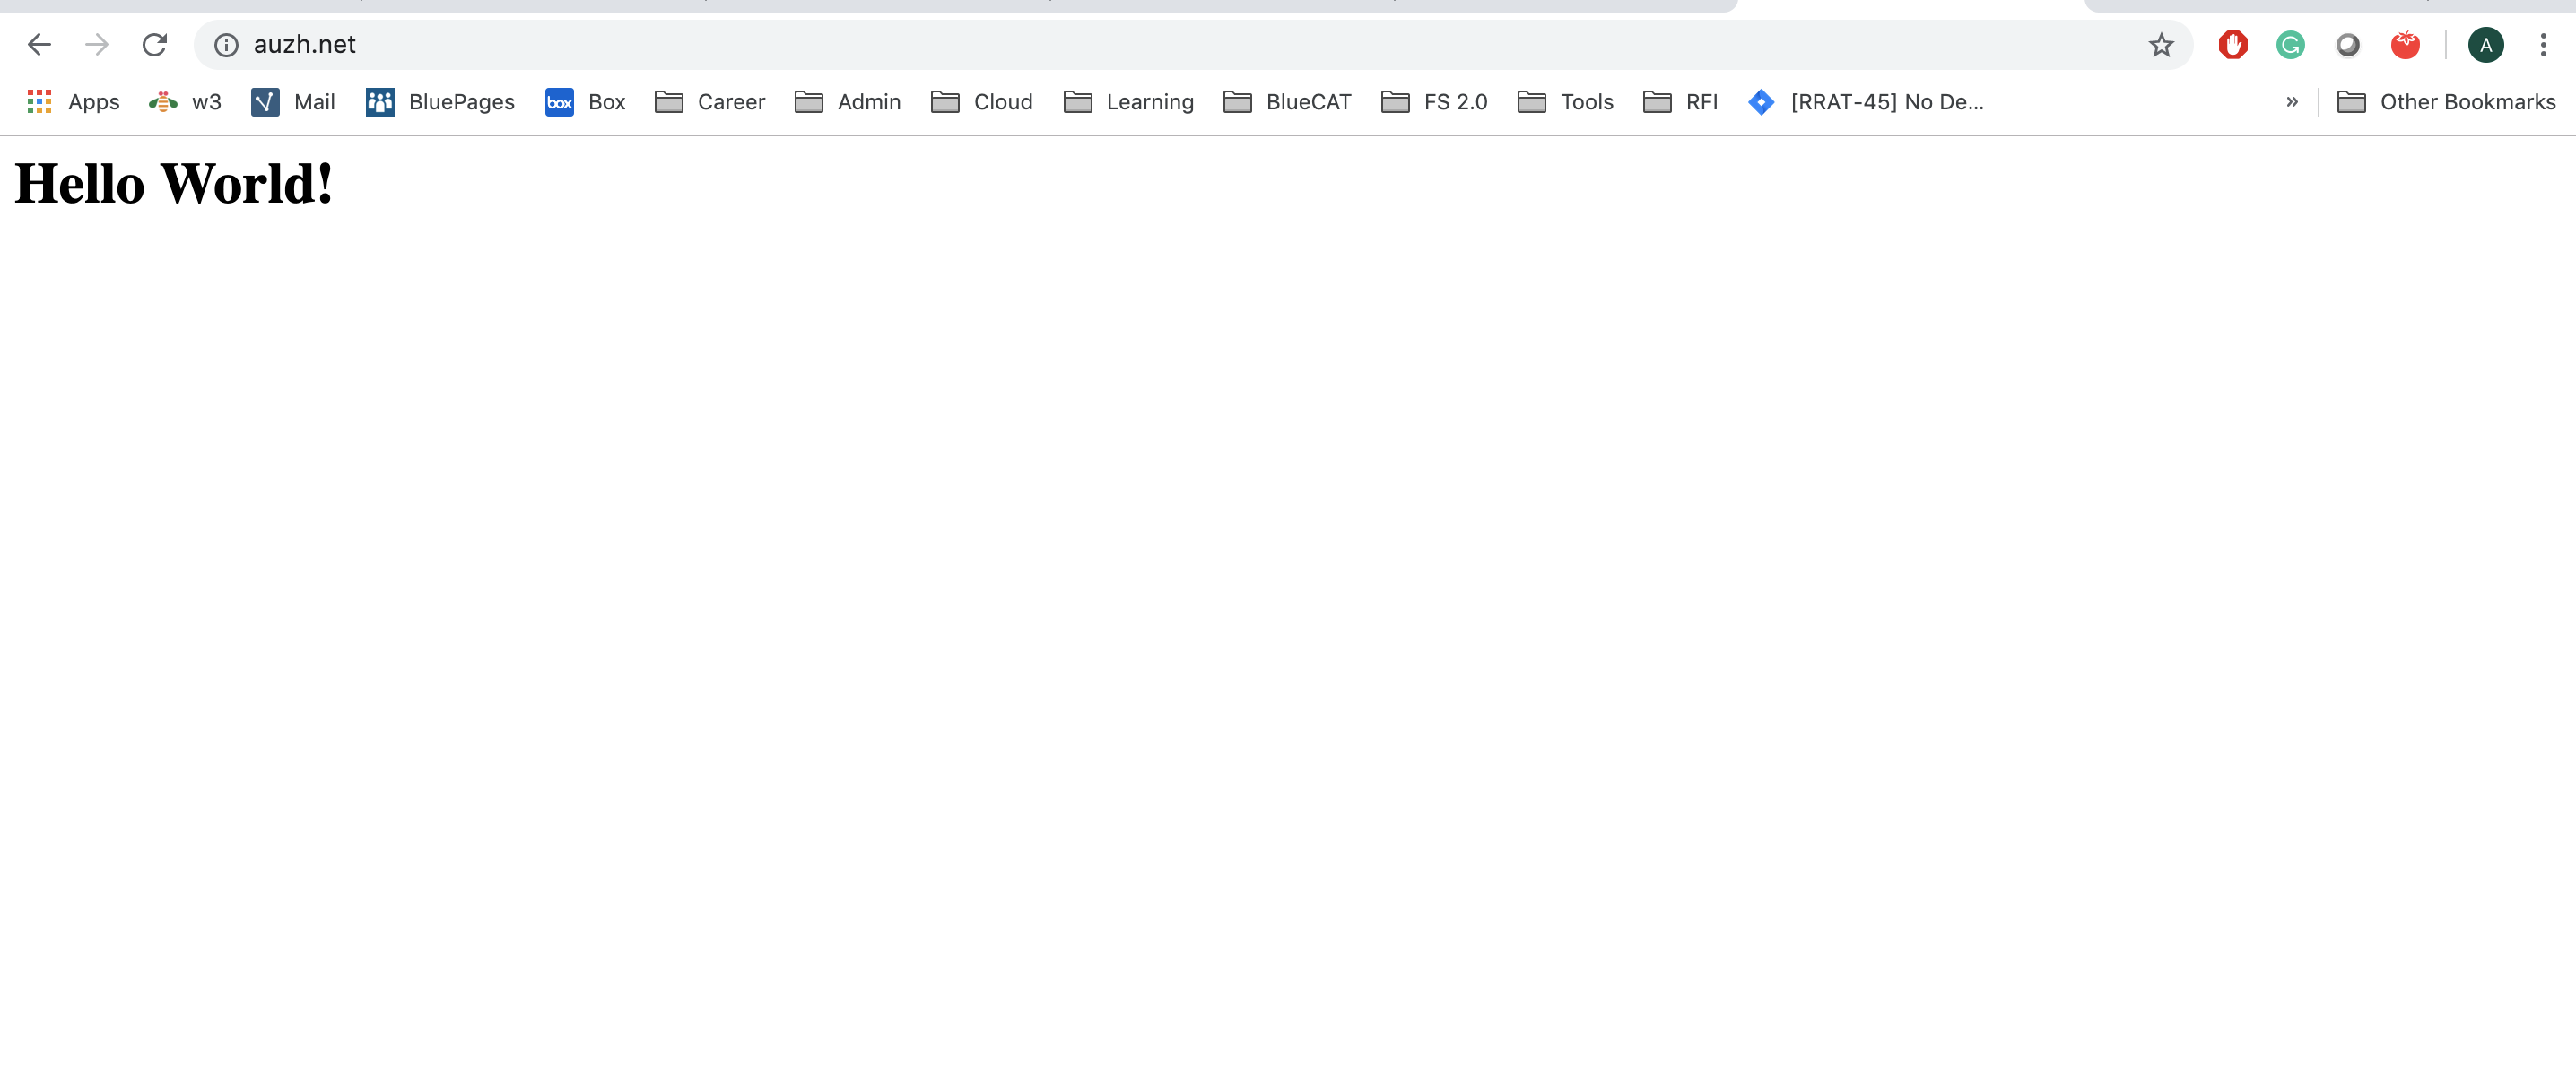 auzh.net
A
Apps w3 Mail BluePages box Box Career Admin Cloud Learning BlueCAT FS 2.0 Tools RFI [RRAT-45] No De... » Other Bookmarks
Hello World!